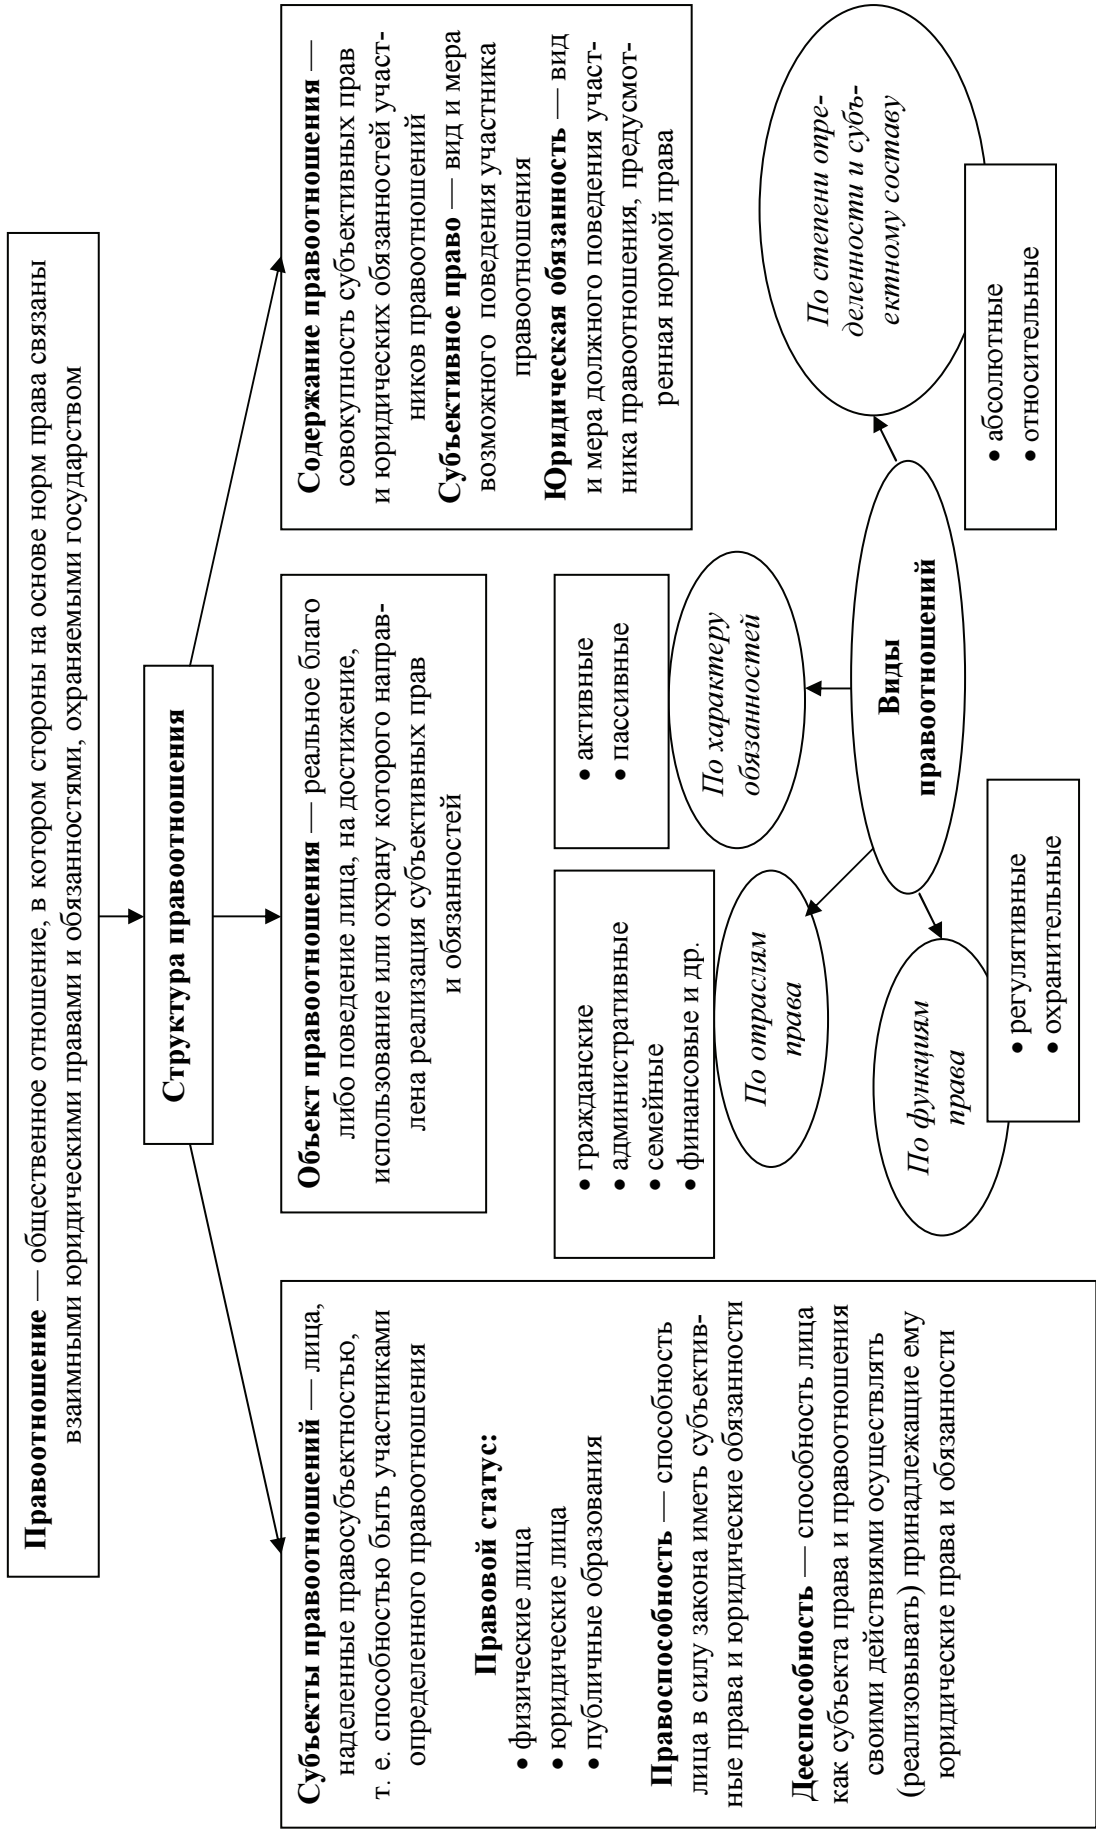 Правоотношение — общественное отношение, в котором стороны на основе норм права связаны
взаимными юридическими правами и обязанностями, охраняемыми государством
Структура правоотношения
Субъекты правоотношений — лица,
наделенные правосубъектностью,
т. е. способностью быть участниками
определенного правоотношения
Правовой статус:
• физические лица
• юридические лица
• публичные образования
Правоспособность — способность
лица в силу закона иметь субъектив-
ные права и юридические обязанности
Дееспособность — способность лица
как субъекта права и правоотношения
своими действиями осуществлять
(реализовывать) принадлежащие ему
юридические права и обязанности
Объект правоотношения — реальное благо
либо поведение лица, на достижение,
использование или охрану которого направ-
лена реализация субъективных прав
и обязанностей
Содержание правоотношения —
совокупность субъективных прав
и юридических обязанностей участ-
ников правоотношений
Субъективное право — вид и мера
возможного поведения участника
правоотношения
Юридическая обязанность — вид
и мера должного поведения участ-
ника правоотношения, предусмот-
ренная нормой права
• гражданские
• административные
• семейные
• финансовые и др.
По отраслям
права
• активные
• пассивные
По характеру
обязанностей
По степени опре-
деленности и субъ-
ектному составу
• абсолютные
• относительные
Виды
правоотношений
По функциям
права
• регулятивные
• охранительные